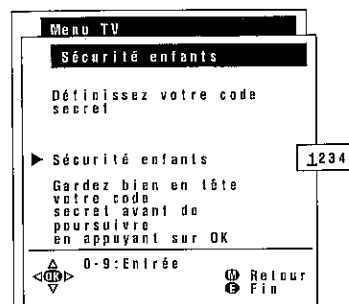 Menu TV
Sécurité enfants
Définissez votre code
secret
Sécurité enfants
1234
Gardez bien en tête
votre code
secret avant de
poursuivre
en appuyant sur OK
OK
0-9:Entrée
M Retour
E Fin